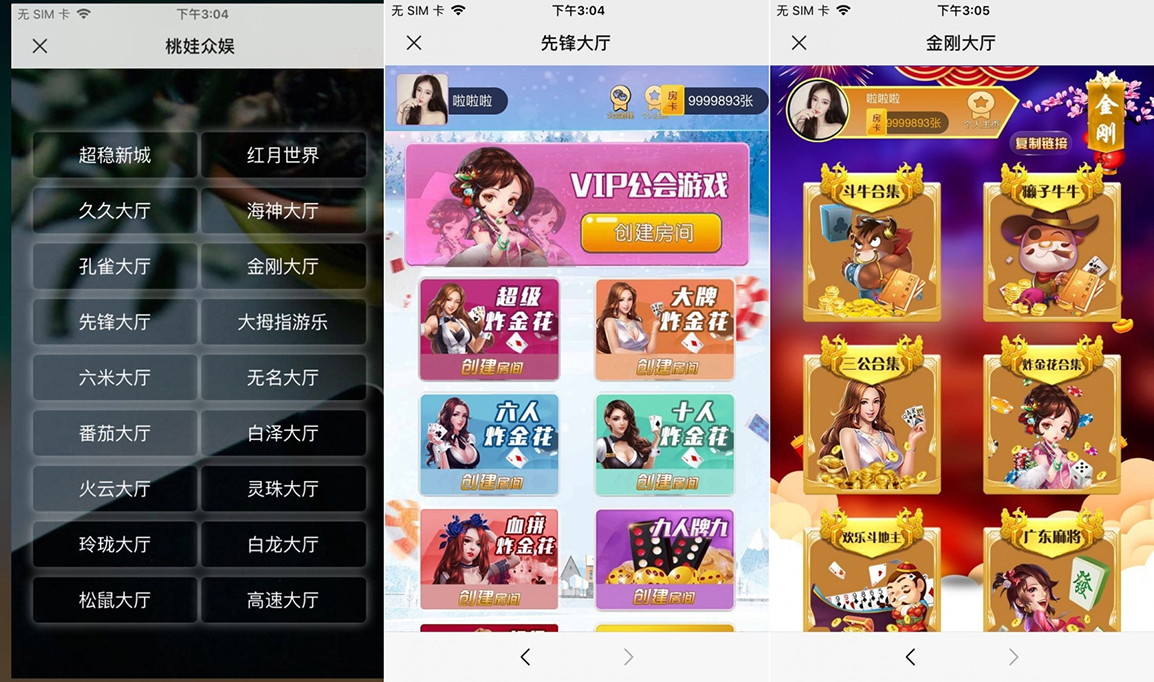 无 SIM 卡
下午3:04
桃娃众娱
超稳新城
红月世界
久久大厅
海神大厅
孔雀大厅
金刚大厅
先锋大厅
大拇指游乐
六米大厅
无名大厅
番茄大厅
白泽大厅
火云大厅
灵珠大厅
玲珑大厅
白龙大厅
松鼠大厅
高速大厅
无 SIM 卡
下午3:04
先锋大厅
啦啦啦
房卡
9999893张
VIP公会游戏
创建房间
超级
炸金花
创建房间
大牌
炸金花
创建房间
六人
炸金花
创建房间
十人
炸金花
创建房间
血拼
炸金花
创建房间
九人牌九
创建房间
无 SIM 卡
下午3:05
金刚大厅
啦啦啦
房卡
9999893张
个人主页
金刚
复制链接
斗牛合集
癞子牛牛
三公合集
炸金花合集
欢乐斗地主
广东麻将
發